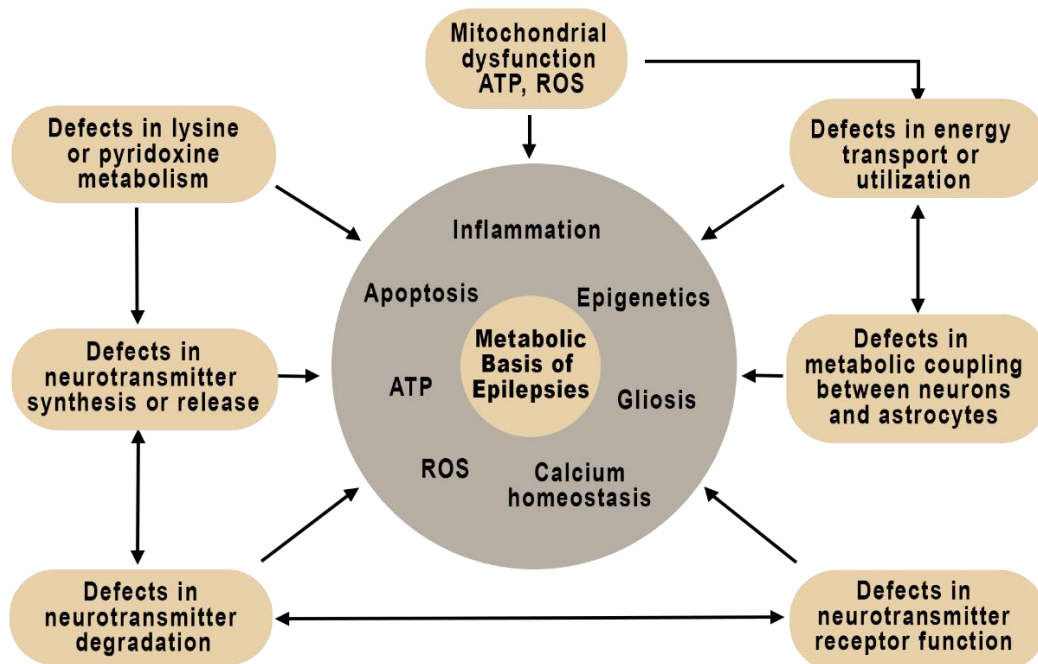 Mitochondrial
dysfunction
ATP, ROS
Defects in lysine
or pyridoxine
metabolism
Defects in energy
transport or
utilization
Inflammation
Apoptosis
Epigenetics
Metabolic
Basis of
Epilepsies
Defects in
neurotransmitter
synthesis or release
Defects in
metabolic coupling
between neurons
and astrocytes
ATP
Gliosis
ROS
Calcium
homeostasis
Defects in
neurotransmitter
degradation
Defects in
neurotransmitter
receptor function